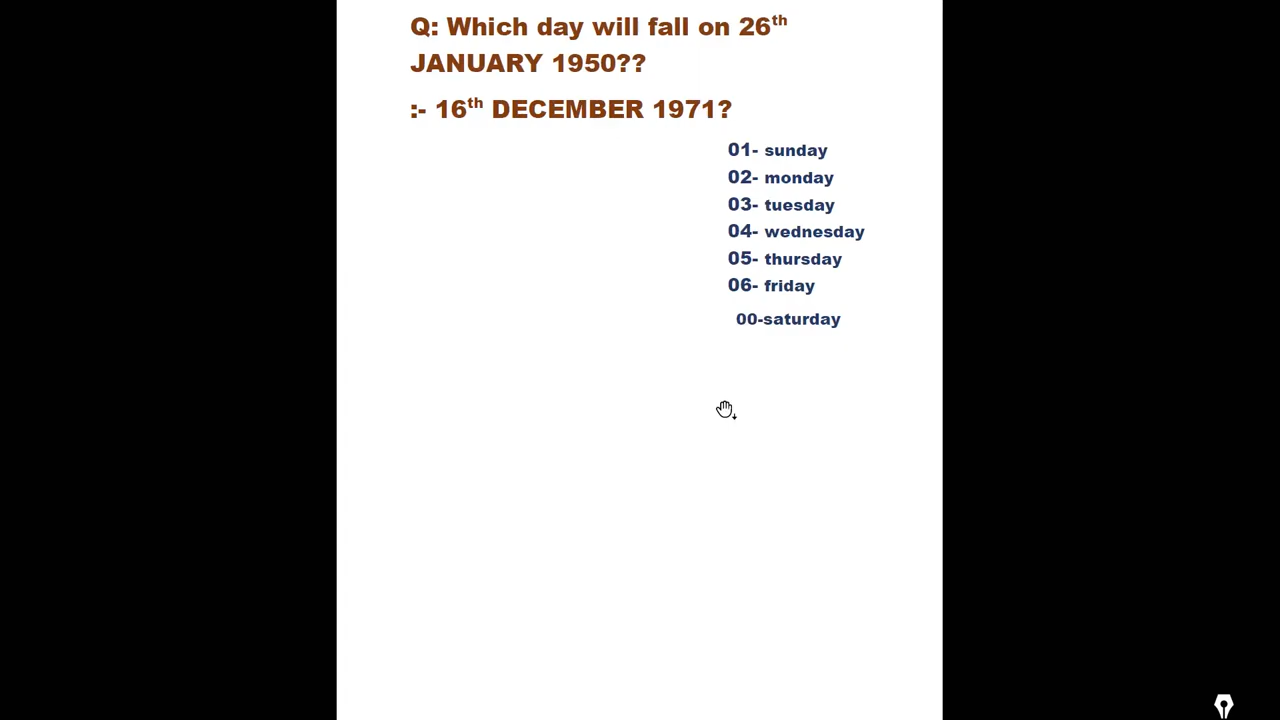 Q: Which day will fall on 26th
JANUARY 1950??
:- 16th DECEMBER 1971?
01- sunday
02- monday
03- tuesday
04- wednesday
05- thursday
06- friday
00-saturday